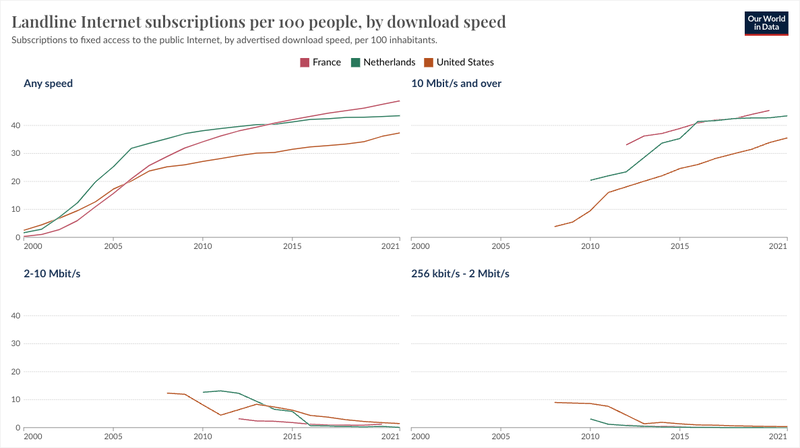 Landline Internet subscriptions per 100 people, by download speed
Our World
in Data
Subscriptions to fixed access to the public Internet, by advertised download speed, per 100 inhabitants.
France Netherlands United States
Any speed
40
30
20
10
0
2000 2005 2010 2015 2021
10 Mbit/s and over
2000 2005 2010 2015 2021
2-10 Mbit/s
40
30
20
10
0
2000 2005 2010 2015 2021
256 kbit/s - 2 Mbit/s
2000 2005 2010 2015 2021